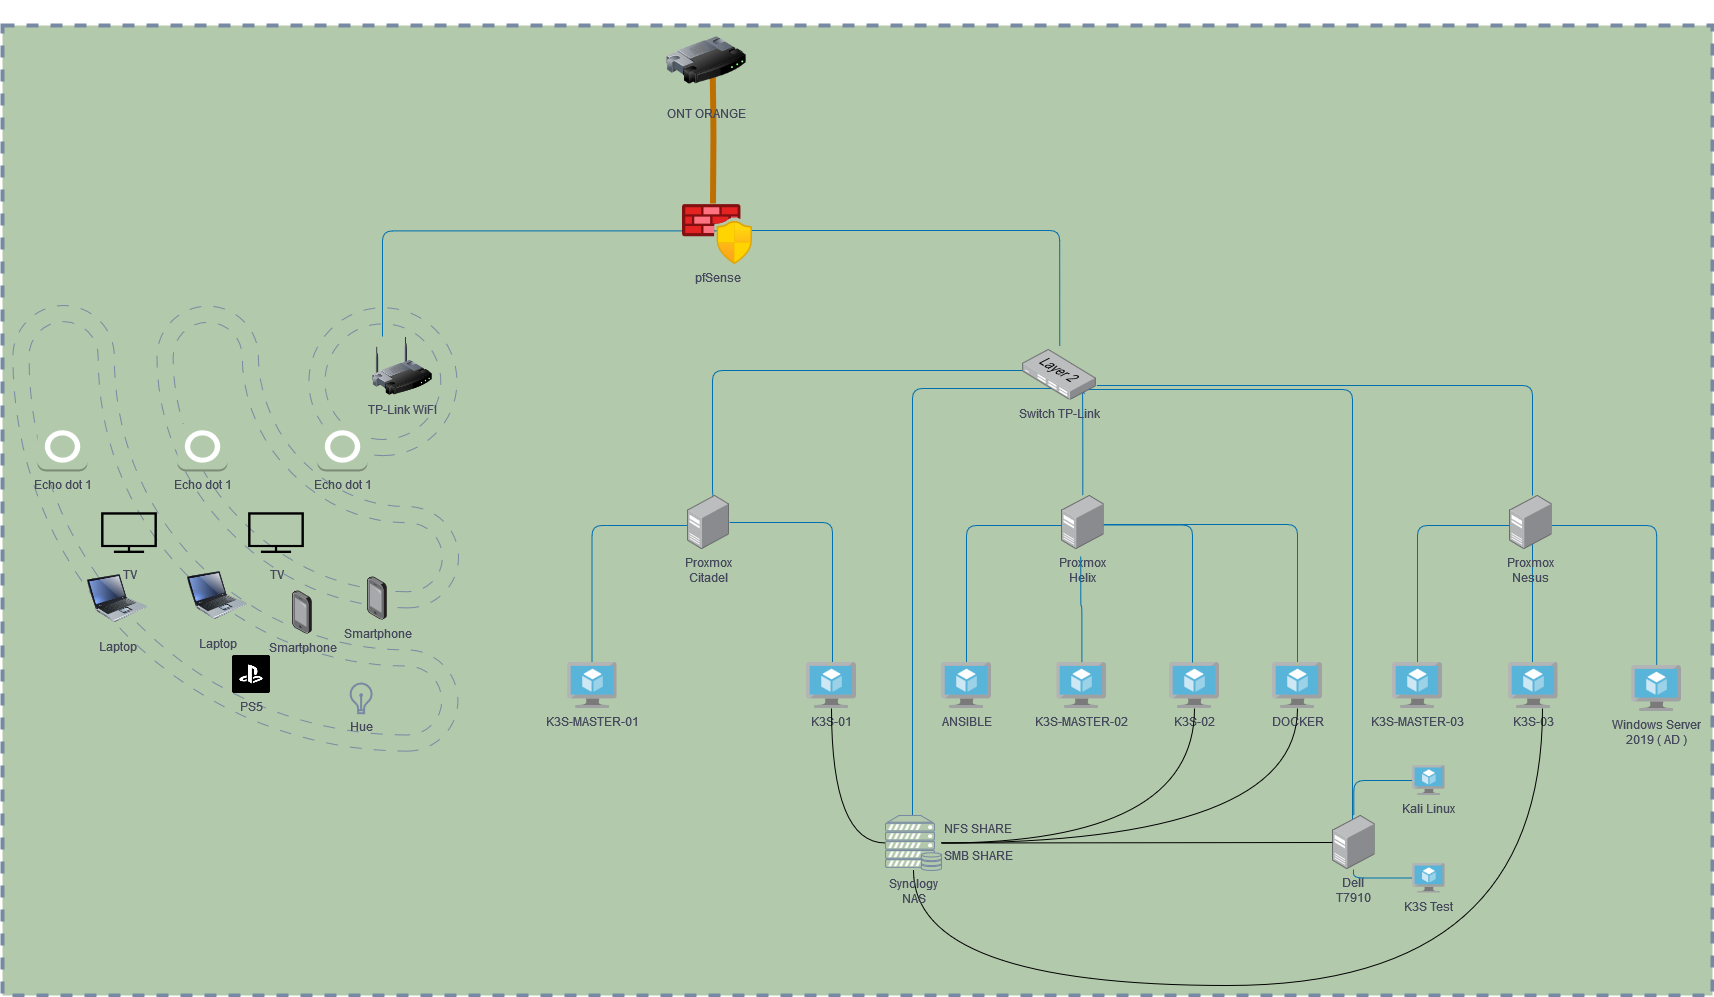 ONT ORANGE
pfSense
Layer 2
TP-Link WiFI
Switch TP-Link
Echo dot 1
Echo dot 1
Echo dot 1
TV
TV
Proxmox
Citadel
Proxmox
Helix
Proxmox
Nesus
Laptop
Laptop
Smartphone
Smartphone
PS5
Hue
K3S-MASTER-01
K3S-01
ANSIBLE
K3S-MASTER-02
K3S-02
DOCKER
K3S-MASTER-03
K3S-03
Windows Server
2019 ( AD )
Kali Linux
NFS SHARE
SMB SHARE
Synology
NAS
Dell
T7910
K3S Test